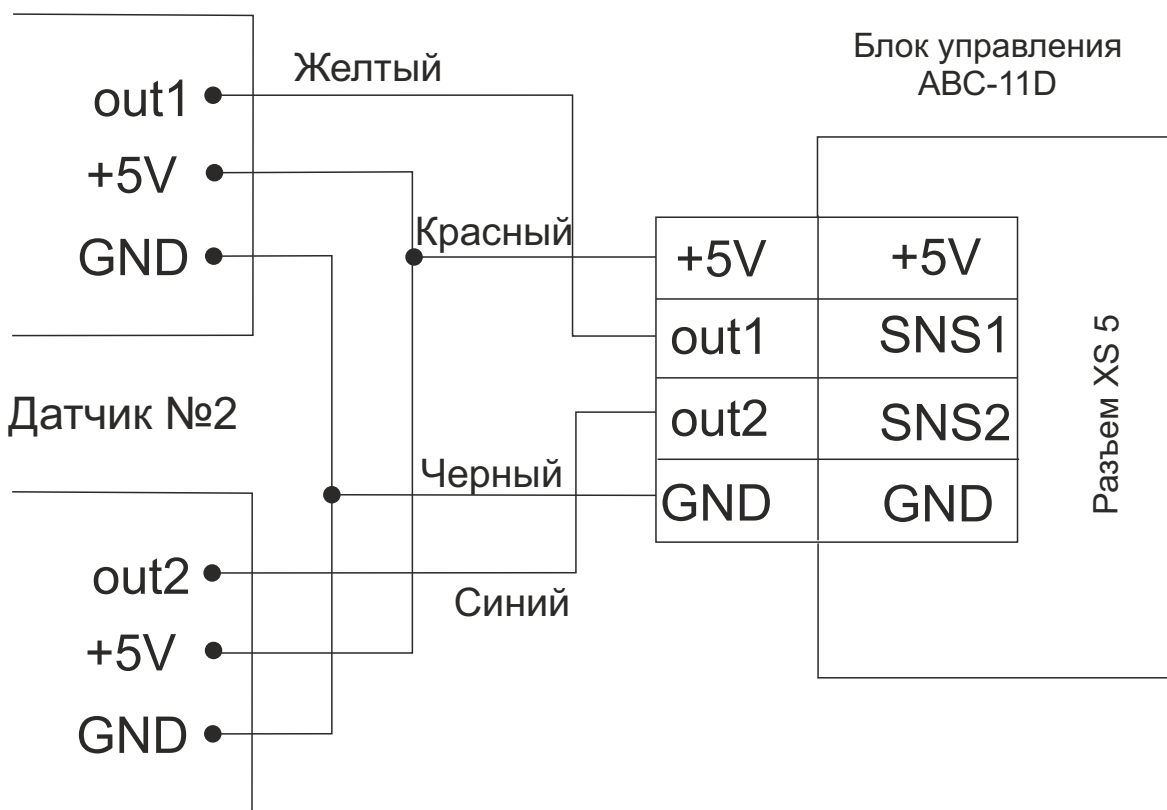 Желтый
out1
+5V
GND
Датчик №2
out2
+5V
GND
Красный
Черный
Синий
Блок управления
АВС-11D
+5V +5V
out1 SNS1
out2 SNS2
GND GND
Разъем XS 5